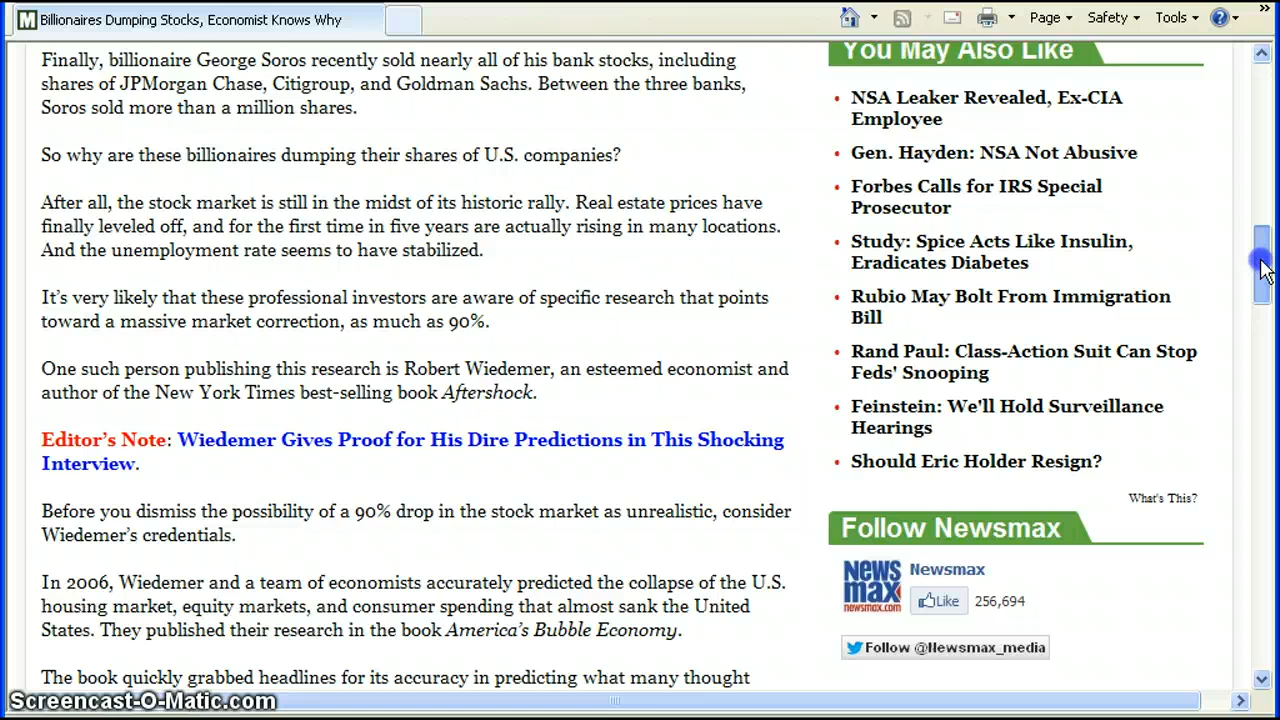 Billionaires Dumping Stocks, Economist Knows Why
Page
Safety
Tools
Finally, billionaire George Soros recently sold nearly all of his bank stocks, including
shares of JPMorgan Chase, Citigroup, and Goldman Sachs. Between the three banks,
Soros sold more than a million shares.
So why are these billionaires dumping their shares of U.S. companies?
After all, the stock market is still in the midst of its historic rally. Real estate prices have
finally leveled off, and for the first time in five years are actually rising in many locations.
And the unemployment rate seems to have stabilized.
It's very likely that these professional investors are aware of specific research that points
toward a massive market correction, as much as 90%.
One such person publishing this research is Robert Wiedemer, an esteemed economist and
author of the New York Times best-selling book Aftershock.
Editor's Note: Wiedemer Gives Proof for His Dire Predictions in This Shocking
Interview.
Before you dismiss the possibility of a 90% drop in the stock market as unrealistic, consider
Wiedemer's credentials.
In 2006, Wiedemer and a team of economists accurately predicted the collapse of the U.S.
housing market, equity markets, and consumer spending that almost sank the United
States. They published their research in the book America's Bubble Economy.
The book quickly grabbed headlines for its accuracy in predicting what many thought
You May Also Like
NSA Leaker Revealed, Ex-CIA
Employee
Gen. Hayden: NSA Not Abusive
Forbes Calls for IRS Special
Prosecutor
Study: Spice Acts Like Insulin,
Eradicates Diabetes
Rubio May Bolt From Immigration
Bill
Rand Paul: Class-Action Suit Can Stop
Feds' Snooping
Feinstein: We'll Hold Surveillance
Hearings
Should Eric Holder Resign?
What's This?
Follow Newsmax
NEWS
max
newsmax.com
Newsmax
Like 256,694
Follow @Newsmax_media
Screencast-O-Matic.com